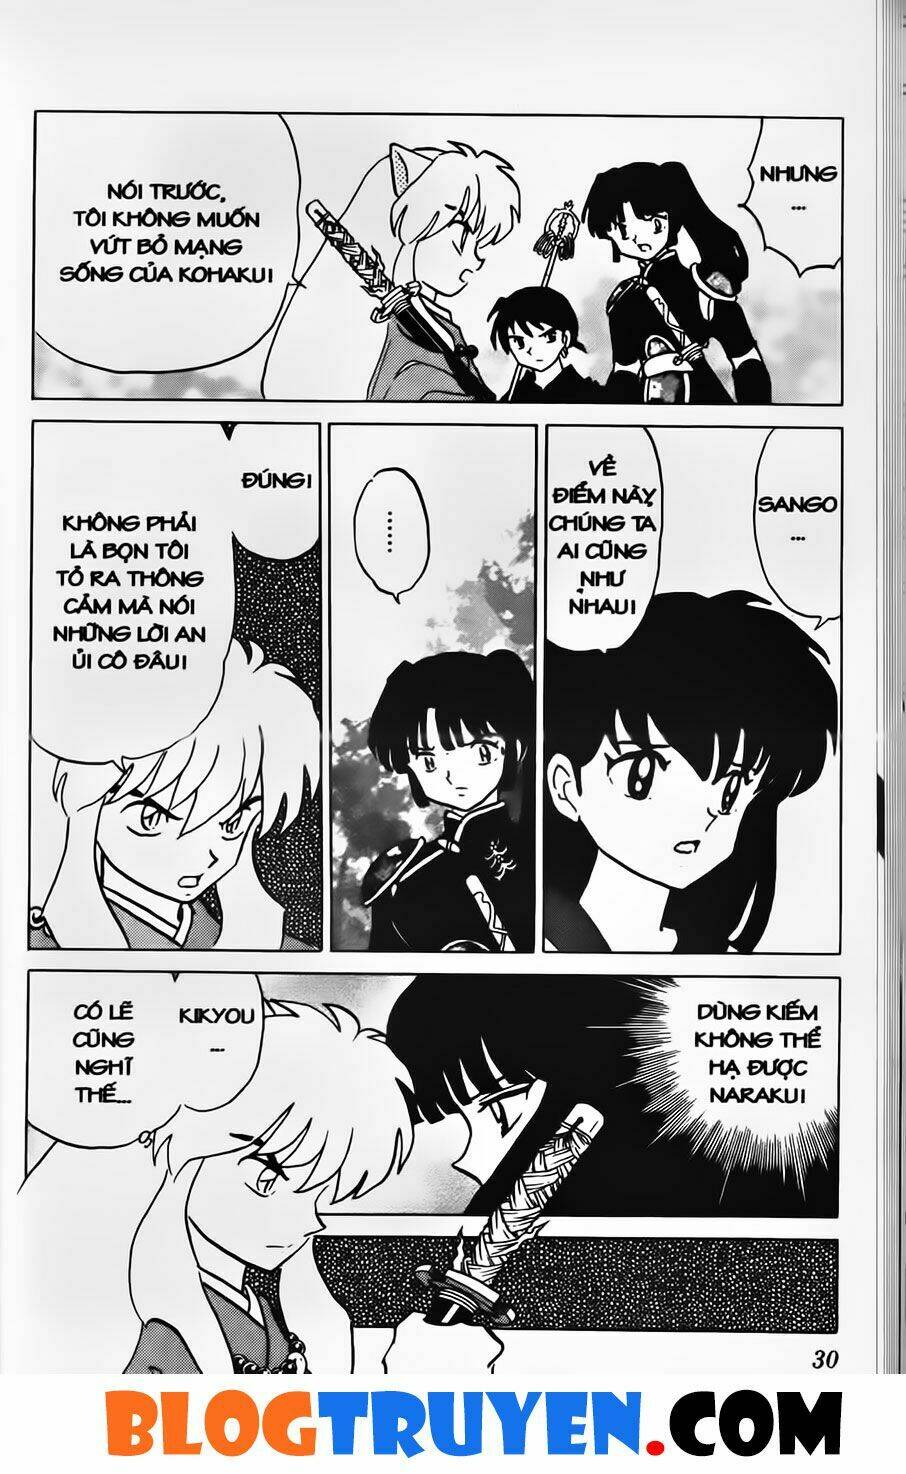 NHƯNG
...
NÓI TRƯỚC,
TÔI KHÔNG MUỐN
VỨT BỎ MẠNG
SỐNG CỦA KOHAKU!
SANGO
...
VỀ
ĐIỂM NÀY,
CHÚNG TA
AI CŨNG
NHƯ
NHAU!
........
ĐÚNG!
KHÔNG PHẢI
LÀ BỌN TÔI
TỎ RA THÔNG
CẢM MÀ NÓI
NHỮNG LỜI AN
ỦI CÔ ĐÂU!
DÙNG KIẾM
KHÔNG THỂ
HẠ ĐƯỢC
NARAKU!
KIKYOU
...
CÓ LẼ
CŨNG
NGHĨ
THẾ...
30
BLOGTRUYEN.COM